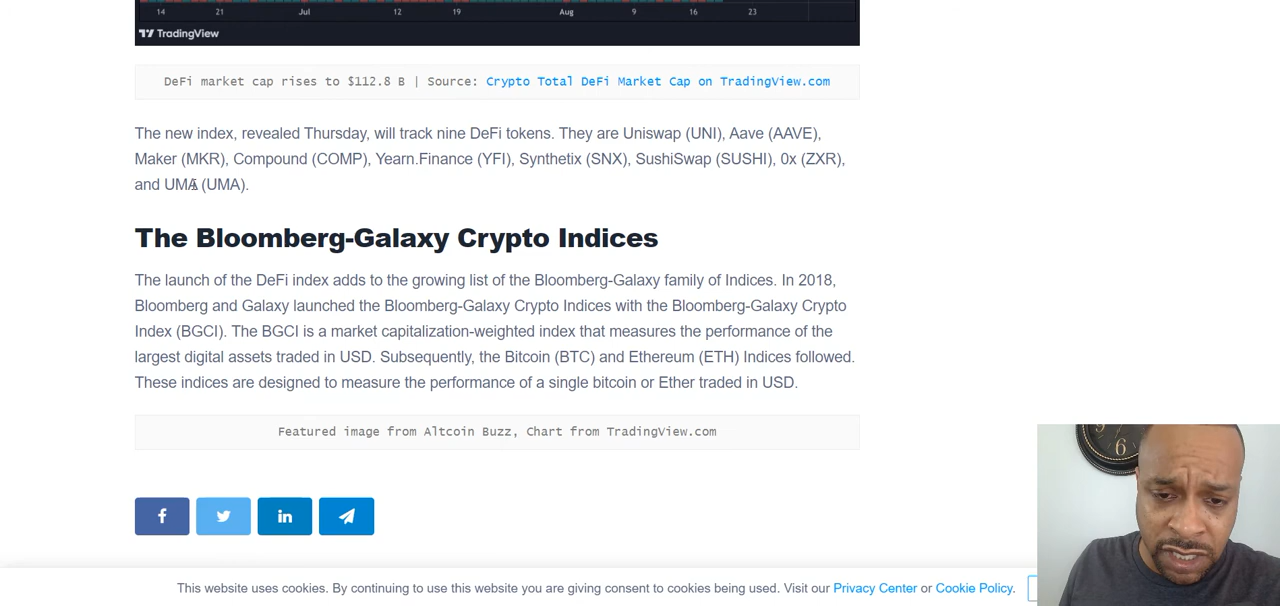 14 21 Jul 12 19 Aug 9 16 23
TradingView
DeFi market cap rises to $112.8 B | Source: Crypto Total DeFi Market Cap on TradingView.com
The new index, revealed Thursday, will track nine DeFi tokens. They are Uniswap (UNI), Aave (AAVE),
Maker (MKR), Compound (COMP), Yearn.Finance (YFI), Synthetix (SNX), SushiSwap (SUSHI), 0x (ZXR),
and UMA (UMA).
The Bloomberg-Galaxy Crypto Indices
The launch of the DeFi index adds to the growing list of the Bloomberg-Galaxy family of Indices. In 2018,
Bloomberg and Galaxy launched the Bloomberg-Galaxy Crypto Indices with the Bloomberg-Galaxy Crypto
Index (BGCI). The BGCI is a market capitalization-weighted index that measures the performance of the
largest digital assets traded in USD. Subsequently, the Bitcoin (BTC) and Ethereum (ETH) Indices followed.
These indices are designed to measure the performance of a single bitcoin or Ether traded in USD.
Featured image from Altcoin Buzz, Chart from TradingView.com
This website uses cookies. By continuing to use this website you are giving consent to cookies being used. Visit our Privacy Center or Cookie Policy.